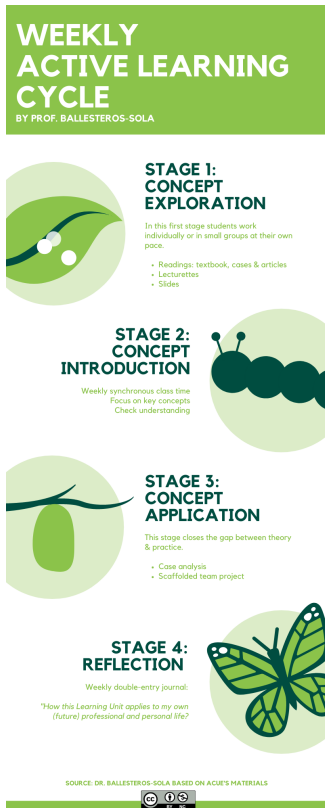 WEEKLY
ACTIVE LEARNING
CYCLE
BY PROF. BALLESTEROS-SOLA
STAGE 1:
CONCEPT
EXPLORATION
In this first stage students work
individually or in small groups at their own
pace.
• Readings: textbook, cases & articles
• Lecturettes
• Slides
STAGE 2:
CONCEPT
INTRODUCTION
Weekly synchronous class time
Focus on key concepts
Check understanding
STAGE 3:
CONCEPT
APPLICATION
This stage closes the gap between theory
& practice.
• Case analysis
• Scaffolded team project
STAGE 4:
REFLECTION
Weekly double-entry journal:
"How this Learning Unit applies to my own
(future) professional and personal life?
SOURCE: DR. BALLESTEROS-SOLA BASED ON ACUE'S MATERIALS
CC
BY NC